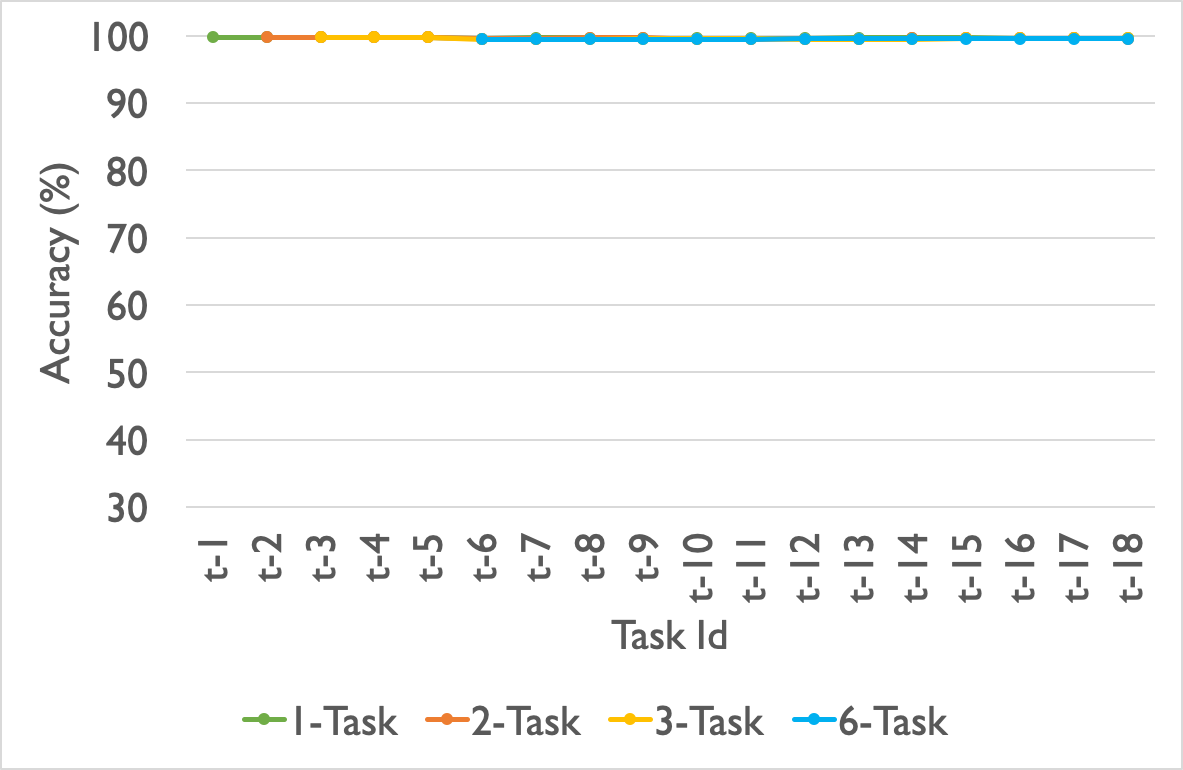 100
90
80
70
60
50
40
30
Accuracy (%)
t-1
t-2
t-3
t-4
t-5
t-6
t-7
t-8
t-9
t-10
t-11
t-12
t-13
t-14
t-15
t-16
t-17
t-18
Task Id
1-Task 2-Task 3-Task 6-Task